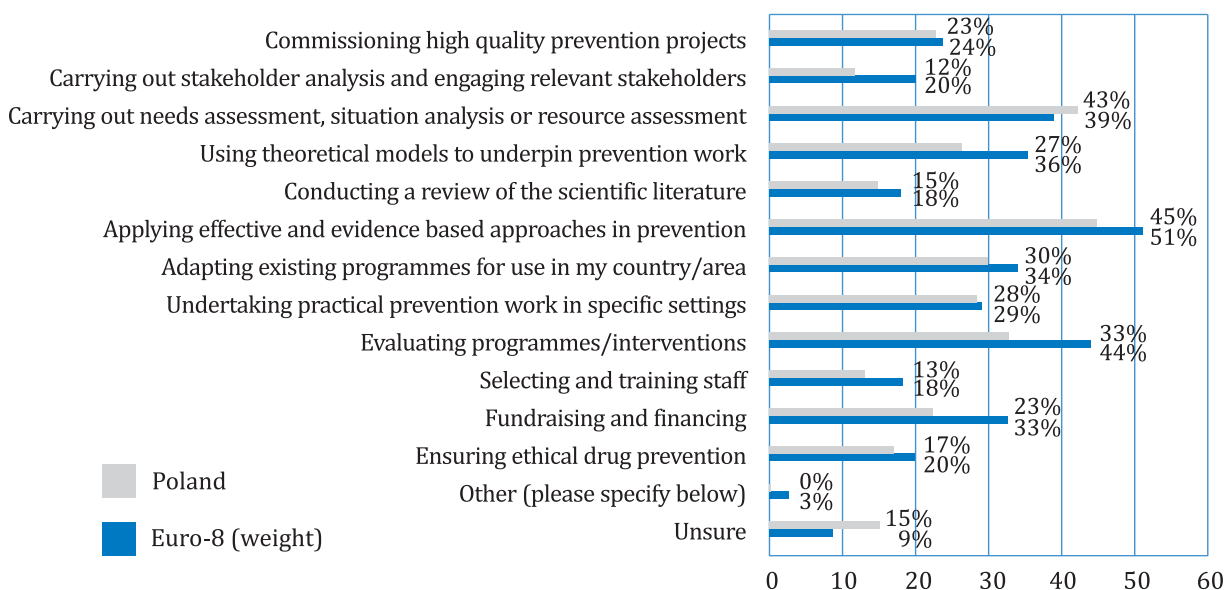 Commissioning high quality prevention projects
23%
24%
Carrying out stakeholder analysis and engaging relevant stakeholders
12%
20%
Carrying out needs assessment, situation analysis or resource assessment
43%
39%
Using theoretical models to underpin prevention work
27%
36%
Conducting a review of the scientific literature
15%
18%
Applying effective and evidence based approaches in prevention
45%
51%
Adapting existing programmes for use in my country/area
30%
34%
Undertaking practical prevention work in specific settings
28%
29%
Evaluating programmes/interventions
33%
44%
Selecting and training staff
13%
18%
Fundraising and financing
23%
33%
Ensuring ethical drug prevention
17%
20%
Other (please specify below)
0%
3%
Unsure
15%
9%
Poland
Euro-8 (weight)
0 10 20 30 40 50 60